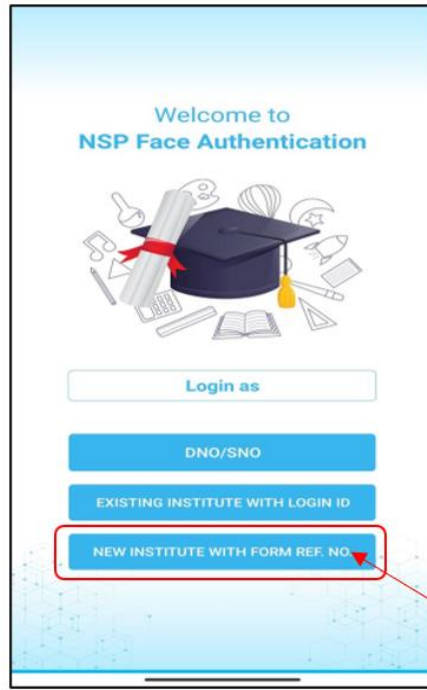 Welcome to
NSP Face Authentication
Login as
DNO/SNO
EXISTING INSTITUTE WITH LOGIN ID
NEW INSTITUTE WITH FORM REF. NO.